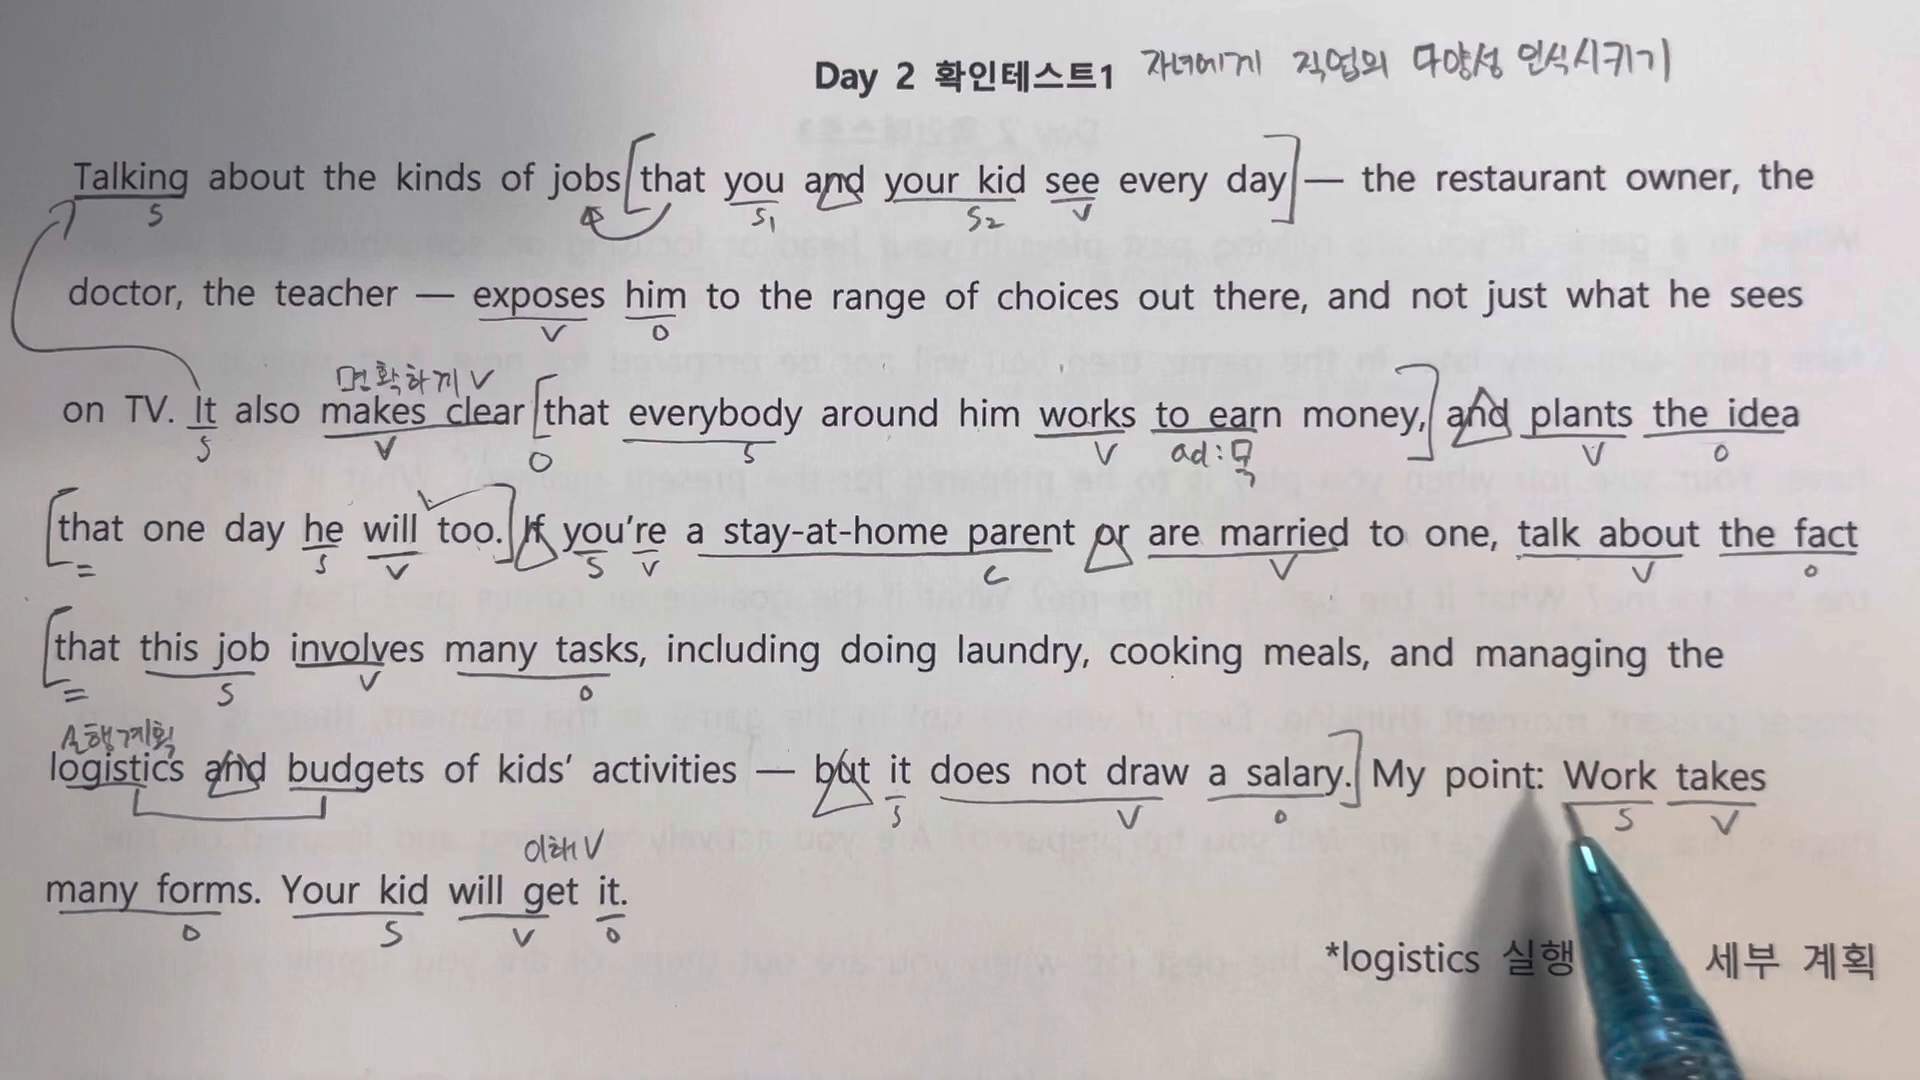 Day 2 확인테스트1 자녀에게 직업의 다양성 인식시키기
Talking about the kinds of jobs [that you and your kid see every day] — the restaurant owner, the
S S1 S2 V
doctor, the teacher — exposes him to the range of choices out there, and not just what he sees
V O
명확하게 V
on TV. It also makes clear [that everybody around him works to earn money,] and plants the idea
S V O S V ad:목 V O
[that one day he will too.] If you're a stay-at-home parent or are married to one, talk about the fact
= S V S V C V V O
[that this job involves many tasks, including doing laundry, cooking meals, and managing the
= S V O
실행계획
logistics and budgets of kids' activities — but it does not draw a salary.] My point: Work takes
S V O S V
이해V
many forms. Your kid will get it.
O S V O
*logistics 실행 세부 계획